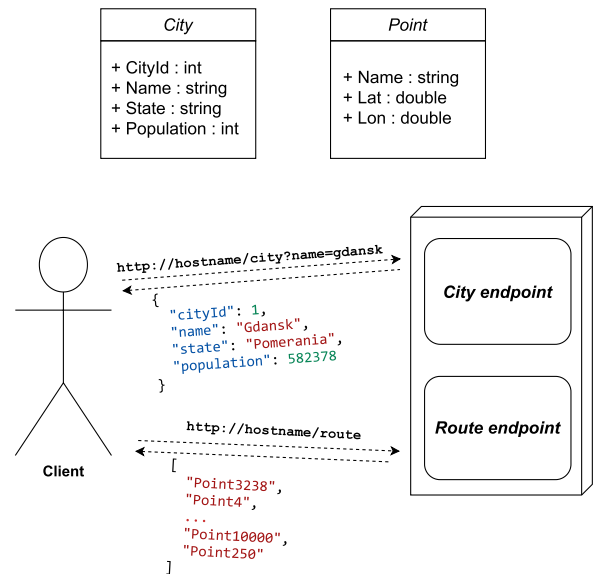 City
+ CityId : int
+ Name : string
+ State : string
+ Population : int
Point
+ Name : string
+ Lat : double
+ Lon : double
http://hostname/city?name=gdansk
{
"cityId": 1,
"name": "Gdansk",
"state": "Pomerania",
"population": 582378
}
City endpoint
Route endpoint
Client
http://hostname/route
[
"Point3238",
"Point4",
...
"Point10000",
"Point250"
]